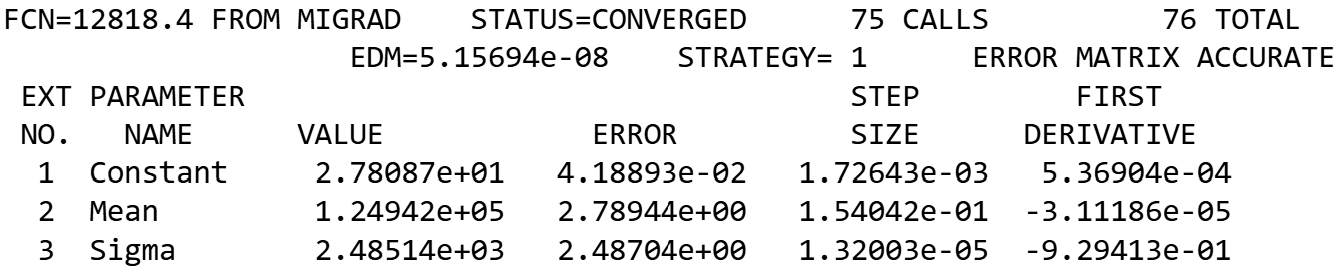 FCN=12818.4 FROM MIGRAD    STATUS=CONVERGED      75 CALLS          76 TOTAL
                    EDM=5.15694e-08    STRATEGY= 1      ERROR MATRIX ACCURATE
 EXT PARAMETER                                   STEP         FIRST
 NO.   NAME      VALUE            ERROR          SIZE      DERIVATIVE
  1  Constant     2.78087e+01   4.18893e-02   1.72643e-03   5.36904e-04
  2  Mean         1.24942e+05   2.78944e+00   1.54042e-01  -3.11186e-05
  3  Sigma        2.48514e+03   2.48704e+00   1.32003e-05  -9.29413e-01